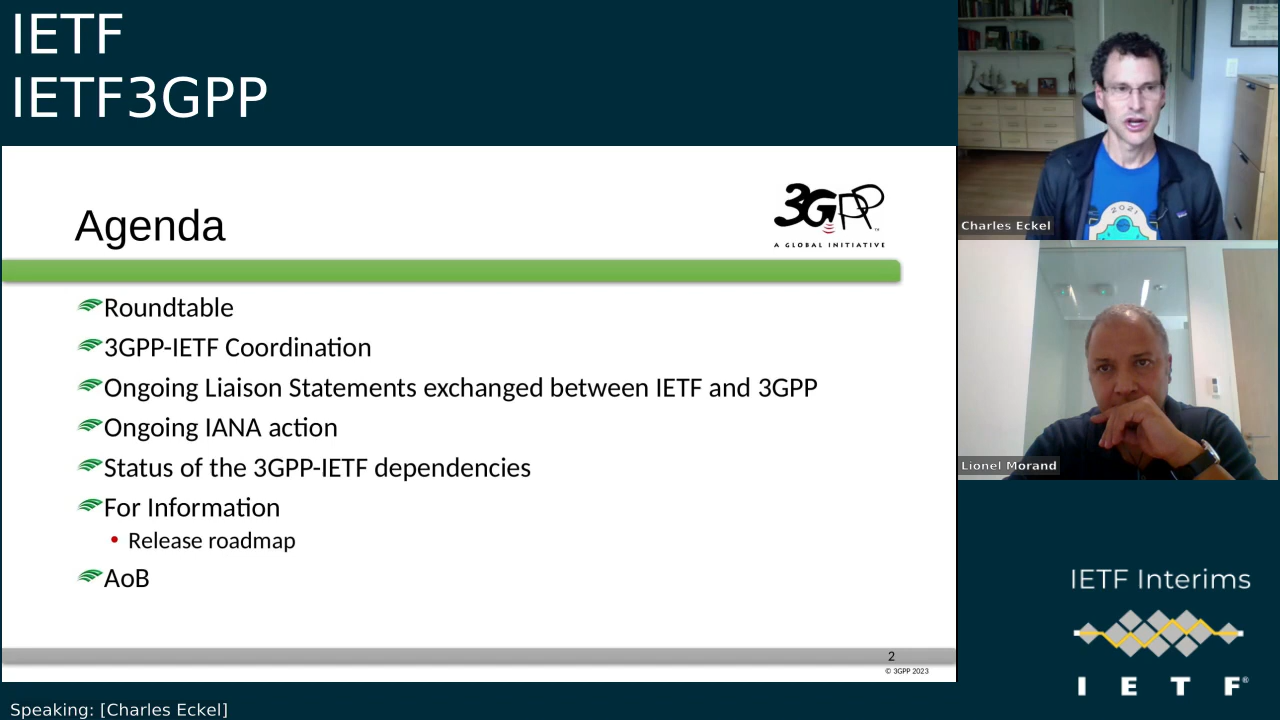 IETF
IETF3GPP
Agenda
3GPP
™
A GLOBAL INITIATIVE
Roundtable
3GPP-IETF Coordination
Ongoing Liaison Statements exchanged between IETF and 3GPP
Ongoing IANA action
Status of the 3GPP-IETF dependencies
For Information
• Release roadmap
AoB
2
© 3GPP 2023
2021
Charles Eckel
Lionel Morand
IETF Interims
I E T F®
Speaking: [Charles Eckel]